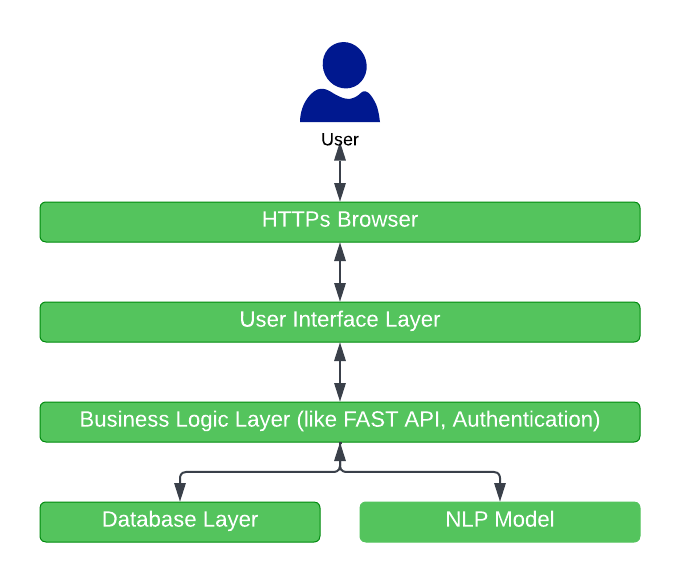 User
HTTPs Browser
User Interface Layer
Business Logic Layer (like FAST API, Authentication)
Database Layer
NLP Model